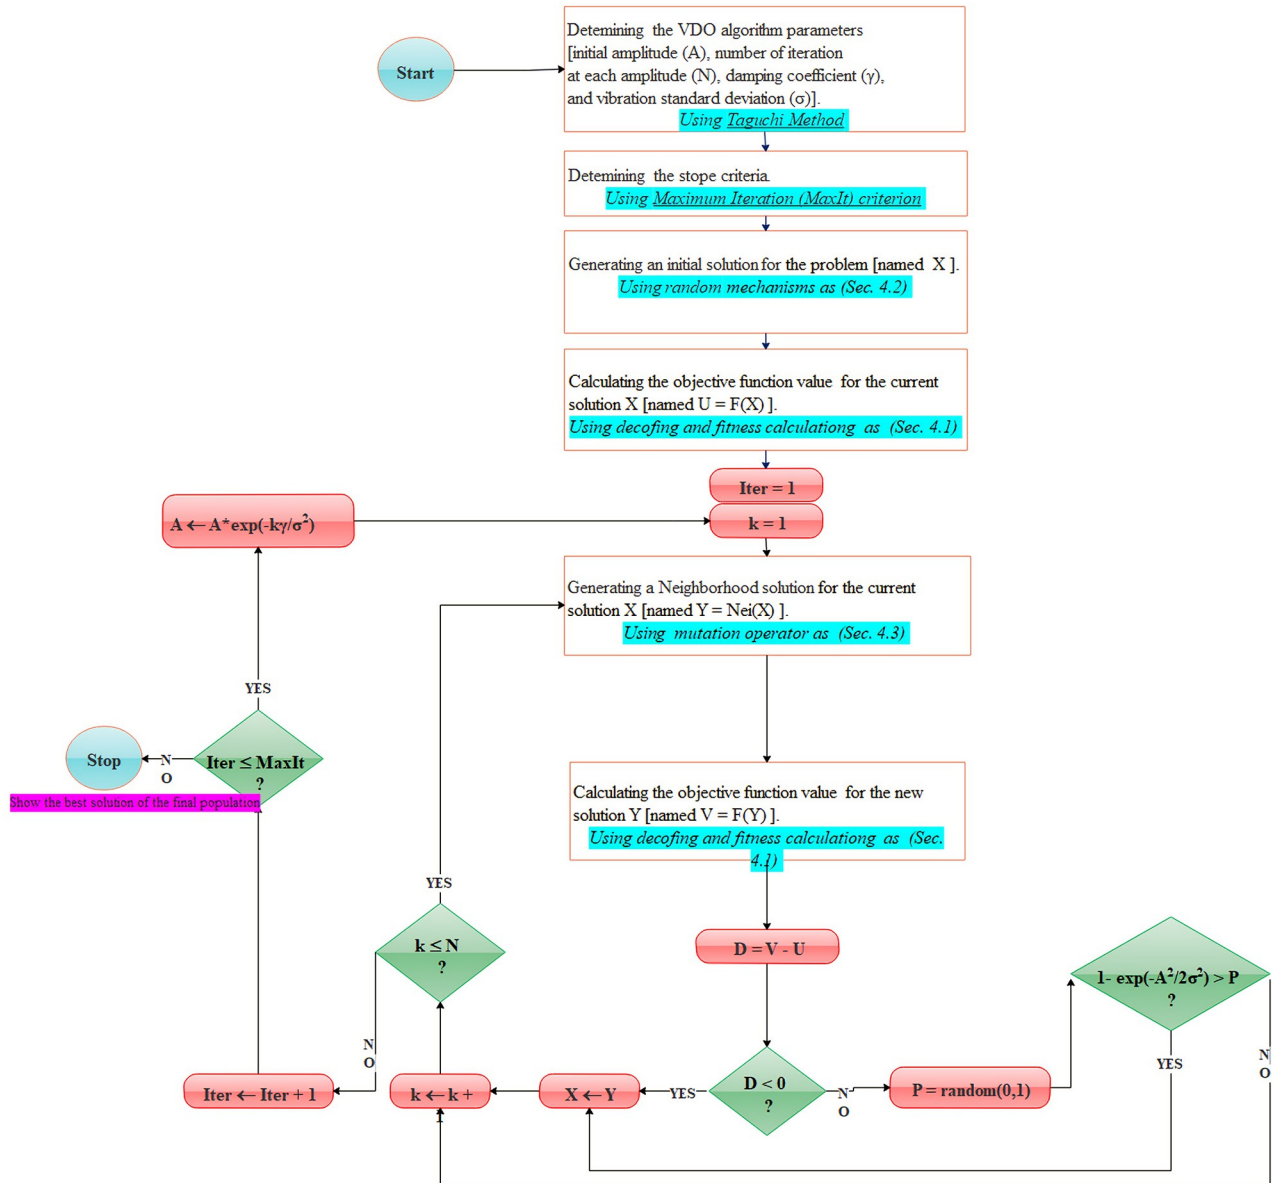 Start
Detemining the VDO algorithm parameters
[initial amplitude (A), number of iteration
at each amplitude (N), damping coefficient (γ),
and vibration standard deviation (σ)].
Using Taguchi Method
Detemining the stope criteria.
Using Maximum Iteration (MaxIt) criterion
Generating an initial solution for the problem [named X ].
Using random mechanisms as (Sec. 4.2)
Calculating the objective function value for the current
solution X [named U = F(X) ].
Using decofing and fitness calculationg as (Sec. 4.1)
Iter = 1
A ← A*exp(-kγ/σ²)
k = 1
Generating a Neighborhood solution for the current
solution X [named Y = Nei(X) ].
Using mutation operator as (Sec. 4.3)
YES
Stop
N
O
Iter ≤ MaxIt
?
Show the best solution of the final population
Calculating the objective function value for the new
solution Y [named V = F(Y) ].
Using decofing and fitness calculationg as (Sec.
4.1)
YES
k ≤ N
?
D = V - U
1- exp(-A²/2σ²) > P
?
N
O
YES
N
O
Iter ← Iter + 1
k ← k +
1
X ← Y
YES
D < 0
?
N
O
P = random(0,1)